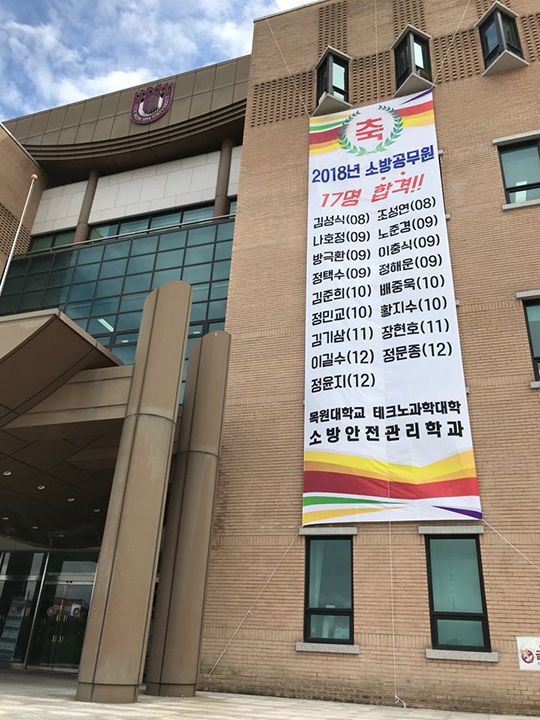 축
2018년 소방공무원
17명 합격!!
김성식(08) 조성연(08)
나호정(09) 노준겸(09)
방극환(09) 이충식(09)
정택수(09) 정해운(09)
김준희(10) 배중욱(10)
정민교(10) 황지수(10)
김기삼(11) 장현호(11)
이길수(12) 정문종(12)
정윤지(12)
목원대학교 테크노과학대학
소방안전관리학과